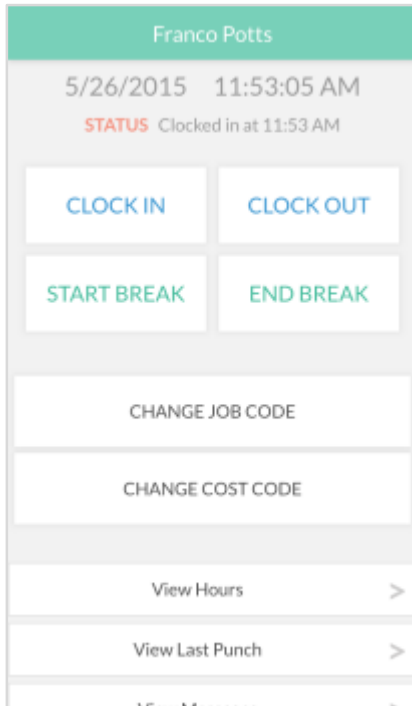 Franco Potts
5/26/2015 11:53:05 AM
STATUS Clocked in at 11:53 AM
CLOCK IN CLOCK OUT
START BREAK END BREAK
CHANGE JOB CODE
CHANGE COST CODE
View Hours >
View Last Punch >
View